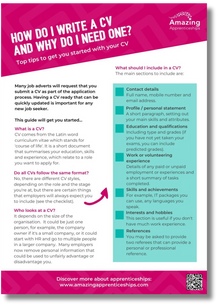 Amazing
Apprenticeships
HOW DO I WRITE A CV
AND WHY DO I NEED ONE?
Top tips to get you started with your CV
Many job adverts will request that you
submit a CV as part of the application
process. Having a CV ready that can be
quickly updated is important for any
new job seeker.
This guide will get you started...
What is a CV?
CV comes from the Latin word
curriculum vitae which stands for
'course of life'. It is a short document
that summarises your education, skills
and experience, which relate to a role
you want to apply for.
Do all CVs follow the same format?
No, there are different CV styles,
depending on the role and the stage
you're at, but there are certain things
that employers will always expect you
to include (see the checklist).
Who looks at a CV?
It depends on the size of the
organisation. It could be just one
person, for example, the company
owner if it's a small company, or it could
start with HR and go to multiple people
in a larger company. Many employers
now remove personal information that
could be used to unfairly advantage or
disadvantage you.
What should I include in a CV?
The main sections to include are:
Contact details
Full name, mobile number and
email address.
Profile / personal statement
A short paragraph, setting out
your main skills and attributes.
Education and qualifications
including type and grades (if
you have not yet taken your
exams, you can include
predicted grades).
Work or volunteering
experience
Details of any paid or unpaid
employment or experiences and
a short summary of tasks
completed.
Skills and achievements
For example, IT packages you
can use, any languages you
speak.
Interests and hobbies
This section is useful if you don't
have much work experience.
References
You may be asked to provide
two referees that can provide a
personal or professional
reference.
Discover more about apprenticeships:
www.amazingapprenticeships.com